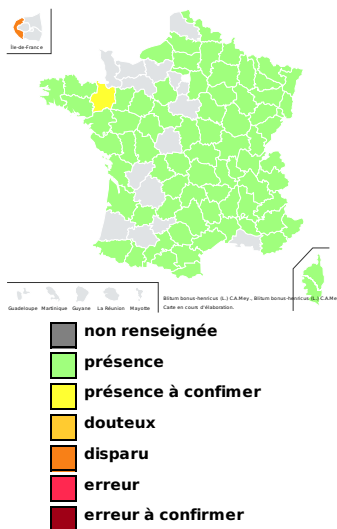 Île-de-France
Guadeloupe Martinique Guyane La Réunion Mayotte
Blitum bonus-henricus (L.) C.A.Mey., Blitum bonus-henricus (L.) C.A.Me
Carte en cours d'élaboration.
non renseignée
présence
présence à confimer
douteux
disparu
erreur
erreur à confirmer